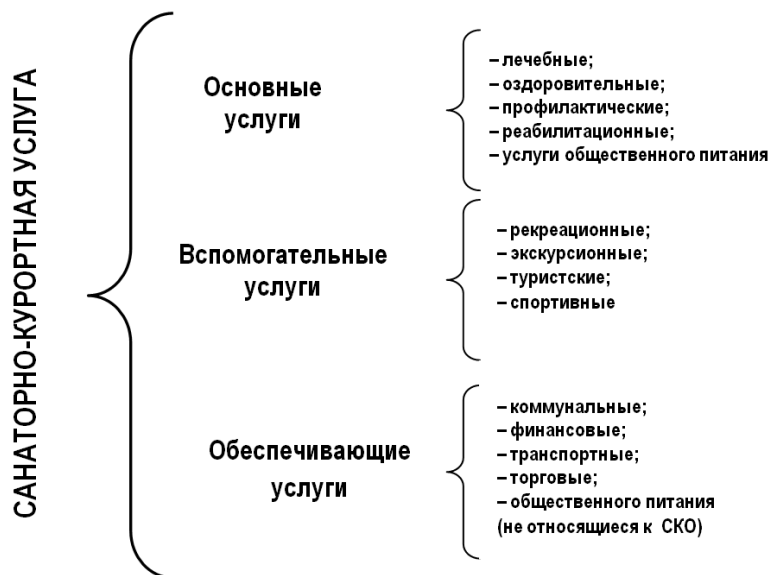 САНАТОРНО-КУРОРТНАЯ УСЛУГА
Основные
услуги
– лечебные;
– оздоровительные;
– профилактические;
– реабилитационные;
– услуги общественного питания
Вспомогательные
услуги
– рекреационные;
– экскурсионные;
– туристские;
– спортивные
Обеспечивающие
услуги
– коммунальные;
– финансовые;
– транспортные;
– торговые;
– общественного питания
(не относящиеся к СКО)